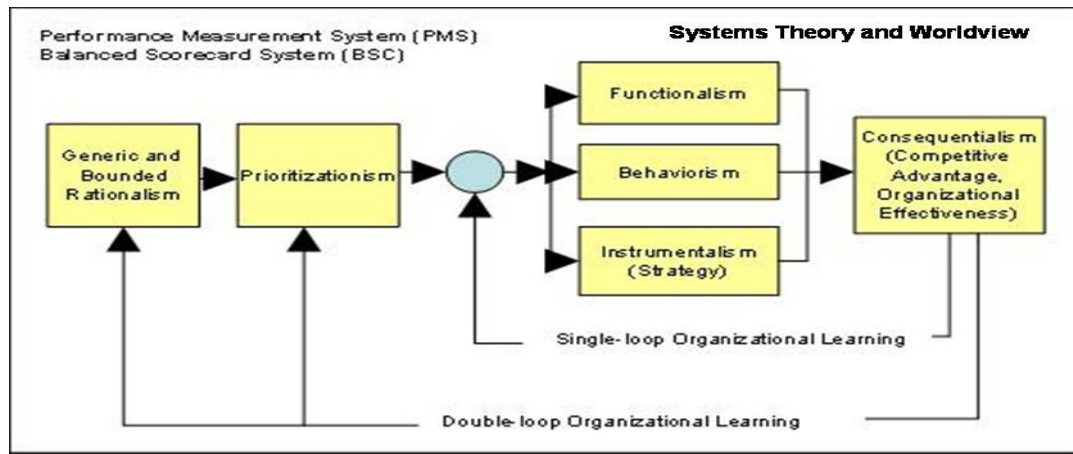 Performance Measurement System (PMS)
Balanced Scorecard System (BSC)
Systems Theory and Worldview
Generic and
Bounded
Rationalism
Prioritizationism
Functionalism
Behaviorism
Instrumentalism
(Strategy)
Consequentialism
(Competitive
Advantage,
Organizational
Effectiveness)
Single-loop Organizational Learning
Double-loop Organizational Learning